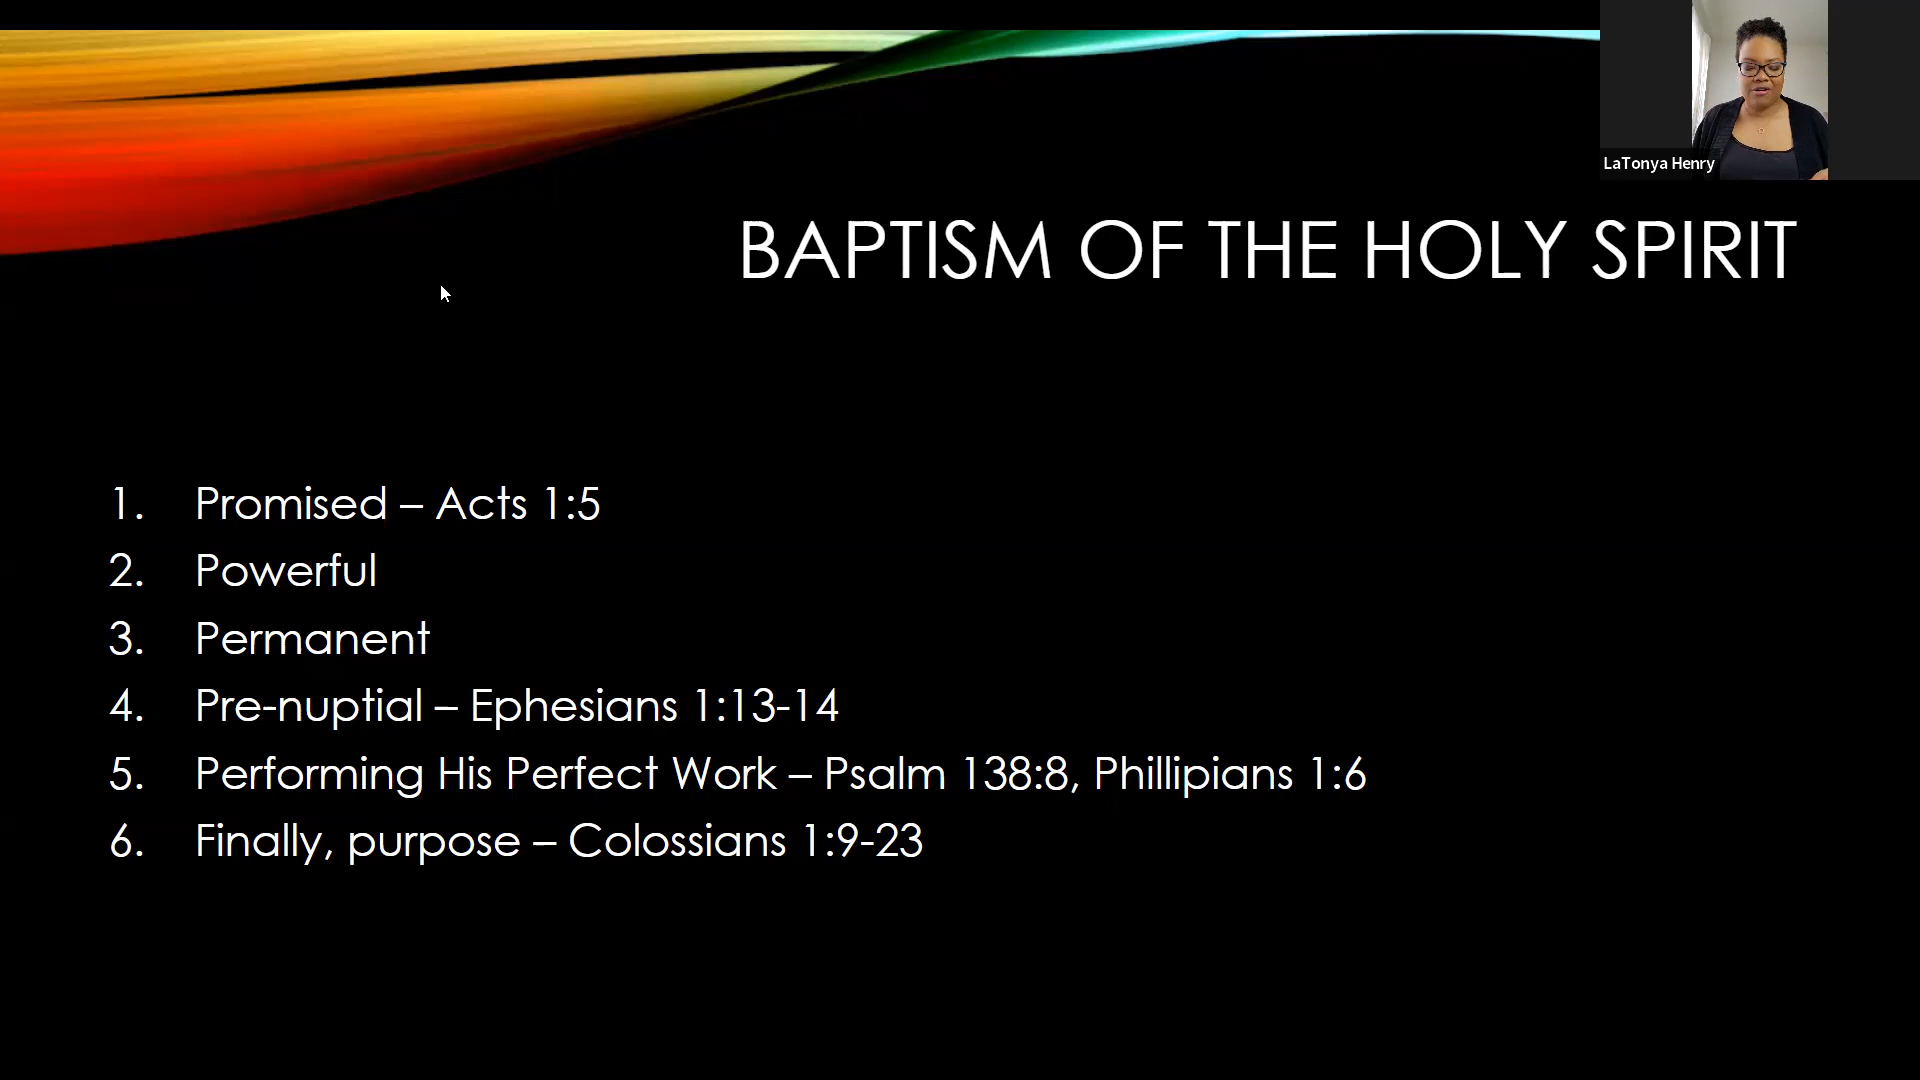 LaTonya Henry
BAPTISM OF THE HOLY SPIRIT
1. Promised – Acts 1:5
2. Powerful
3. Permanent
4. Pre-nuptial – Ephesians 1:13-14
5. Performing His Perfect Work – Psalm 138:8, Phillipians 1:6
6. Finally, purpose – Colossians 1:9-23